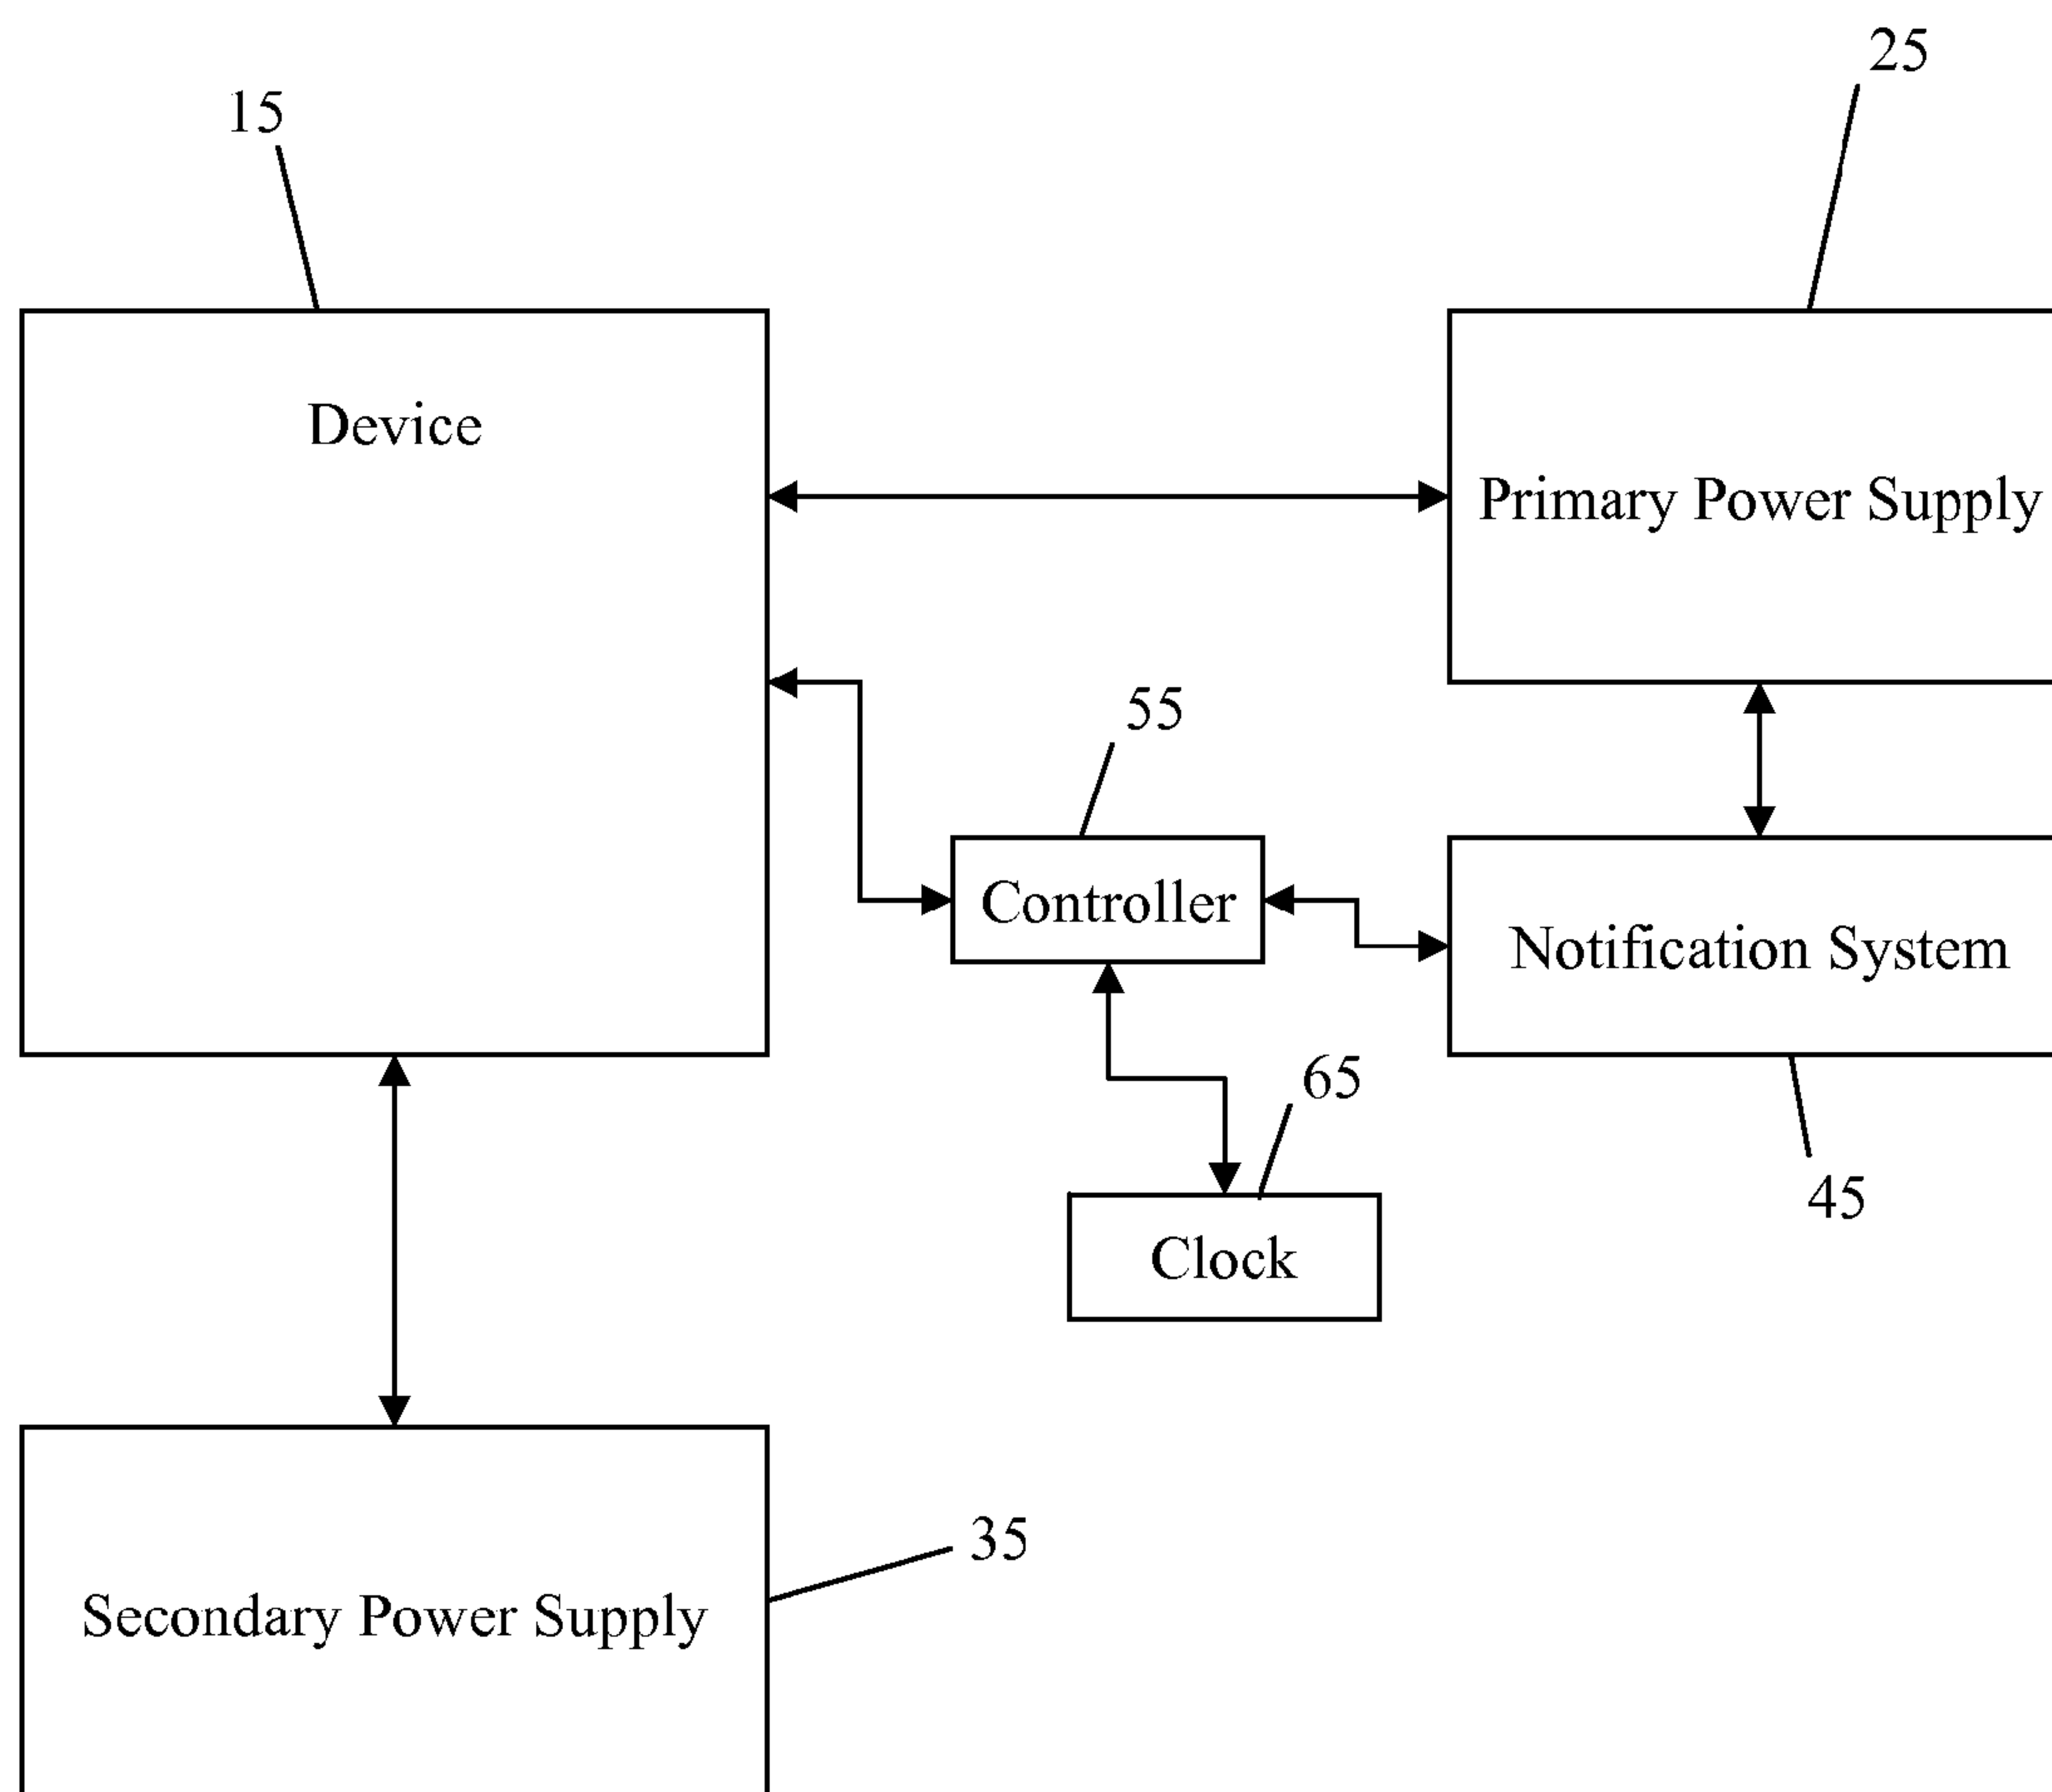 25
15
Device
Primary Power Supply
55
Controller
Notification System
65
45
Clock
35
Secondary Power Supply